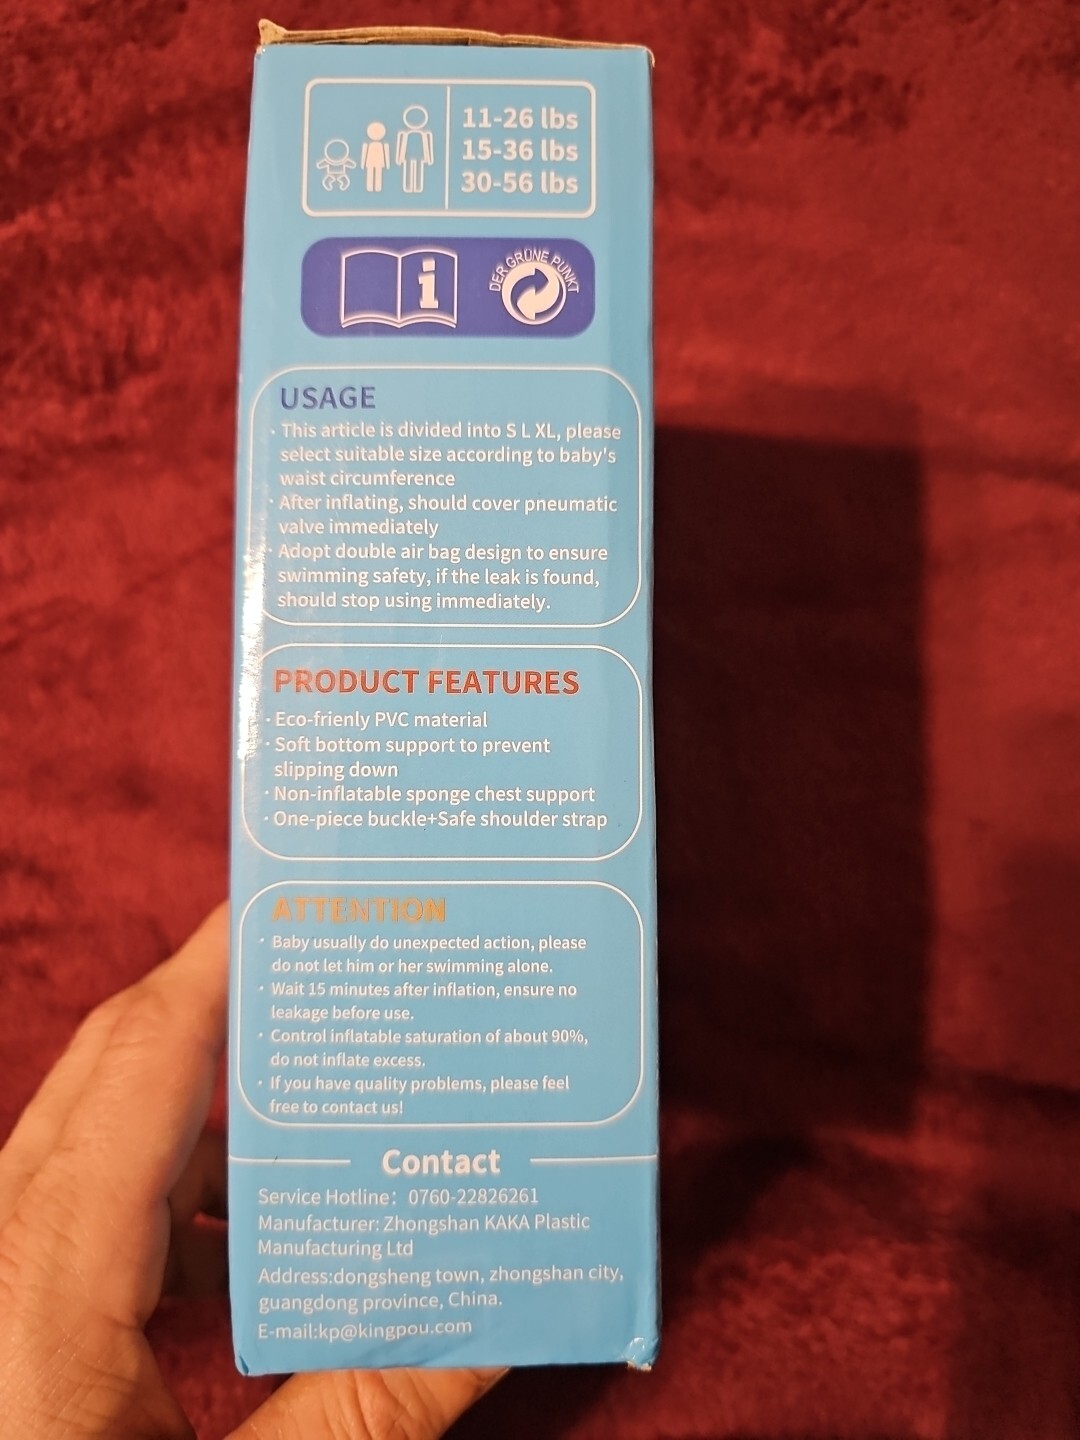 11-26 lbs
15-36 lbs
30-56 lbs
i
DER GRÜNE PUNKT
USAGE
· This article is divided into S L XL, please
select suitable size according to baby's
waist circumference
· After inflating, should cover pneumatic
valve immediately
· Adopt double air bag design to ensure
swimming safety, if the leak is found,
should stop using immediately.
PRODUCT FEATURES
· Eco-frienly PVC material
· Soft bottom support to prevent
slipping down
· Non-inflatable sponge chest support
· One-piece buckle+Safe shoulder strap
ATTENTION
· Baby usually do unexpected action, please
do not let him or her swimming alone.
· Wait 15 minutes after inflation, ensure no
leakage before use.
· Control inflatable saturation of about 90%,
do not inflate excess.
· If you have quality problems, please feel
free to contact us!
Contact
Service Hotline: 0760-22826261
Manufacturer: Zhongshan KAKA Plastic
Manufacturing Ltd
Address:dongsheng town, zhongshan city,
guangdong province, China.
E-mail:kp@kingpou.com